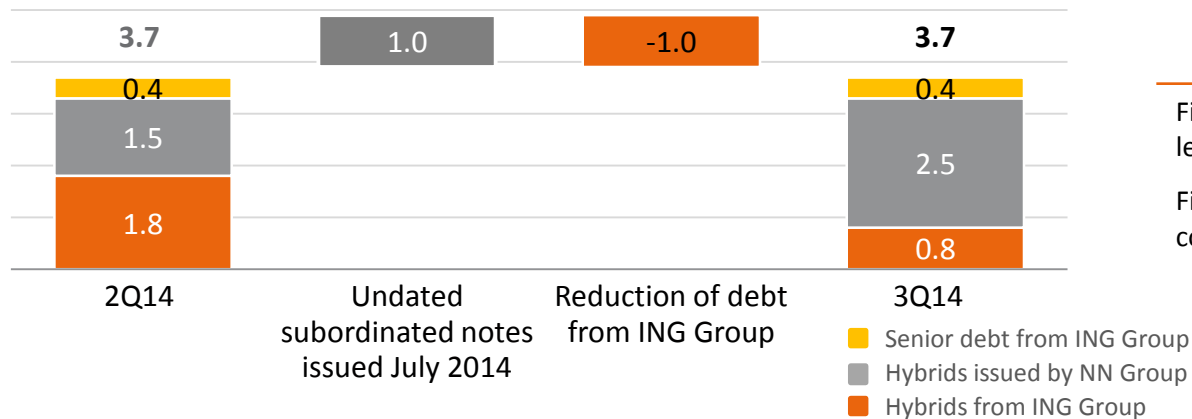 3.7
1.0
-1.0
3.7
0.4
1.5
1.8
0.4
2.5
0.8
2Q14
Undated
subordinated notes
issued July 2014
Reduction of debt
from ING Group
3Q14
Senior debt from ING Group
Hybrids issued by NN Group
Hybrids from ING Group